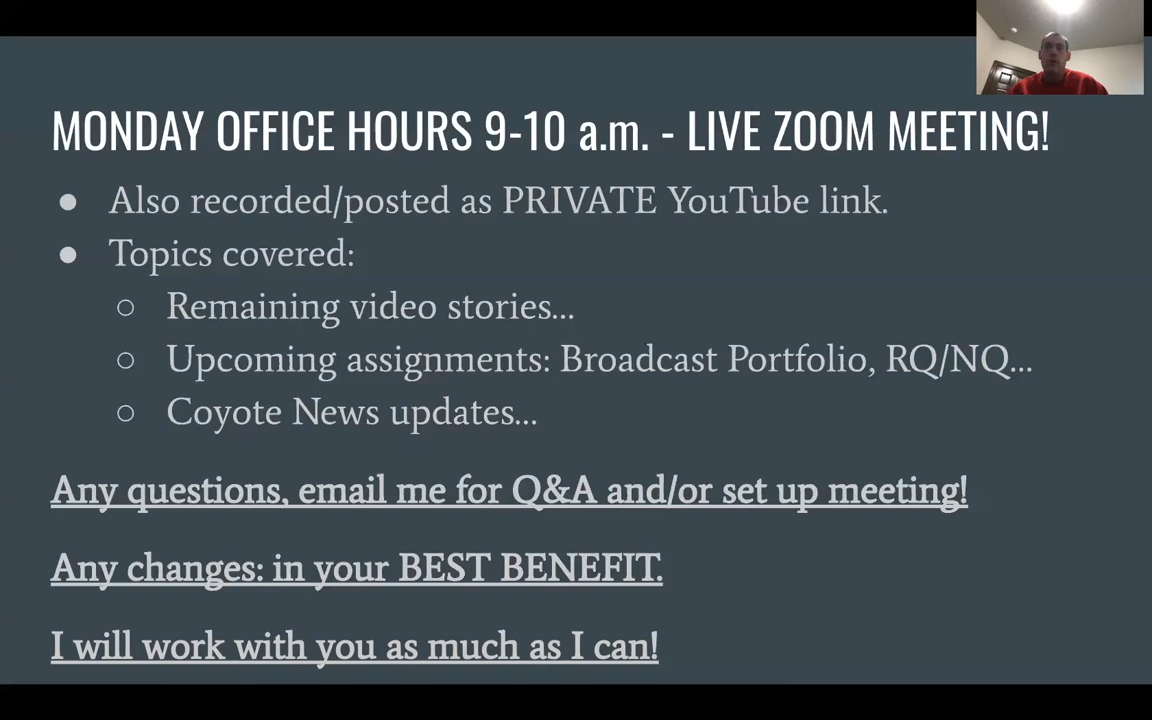 MONDAY OFFICE HOURS 9-10 a.m. - LIVE ZOOM MEETING!
● Also recorded/posted as PRIVATE YouTube link.
● Topics covered:
○ Remaining video stories...
○ Upcoming assignments: Broadcast Portfolio, RQ/NQ...
○ Coyote News updates...
Any questions, email me for Q&A and/or set up meeting!
Any changes: in your BEST BENEFIT.
I will work with you as much as I can!